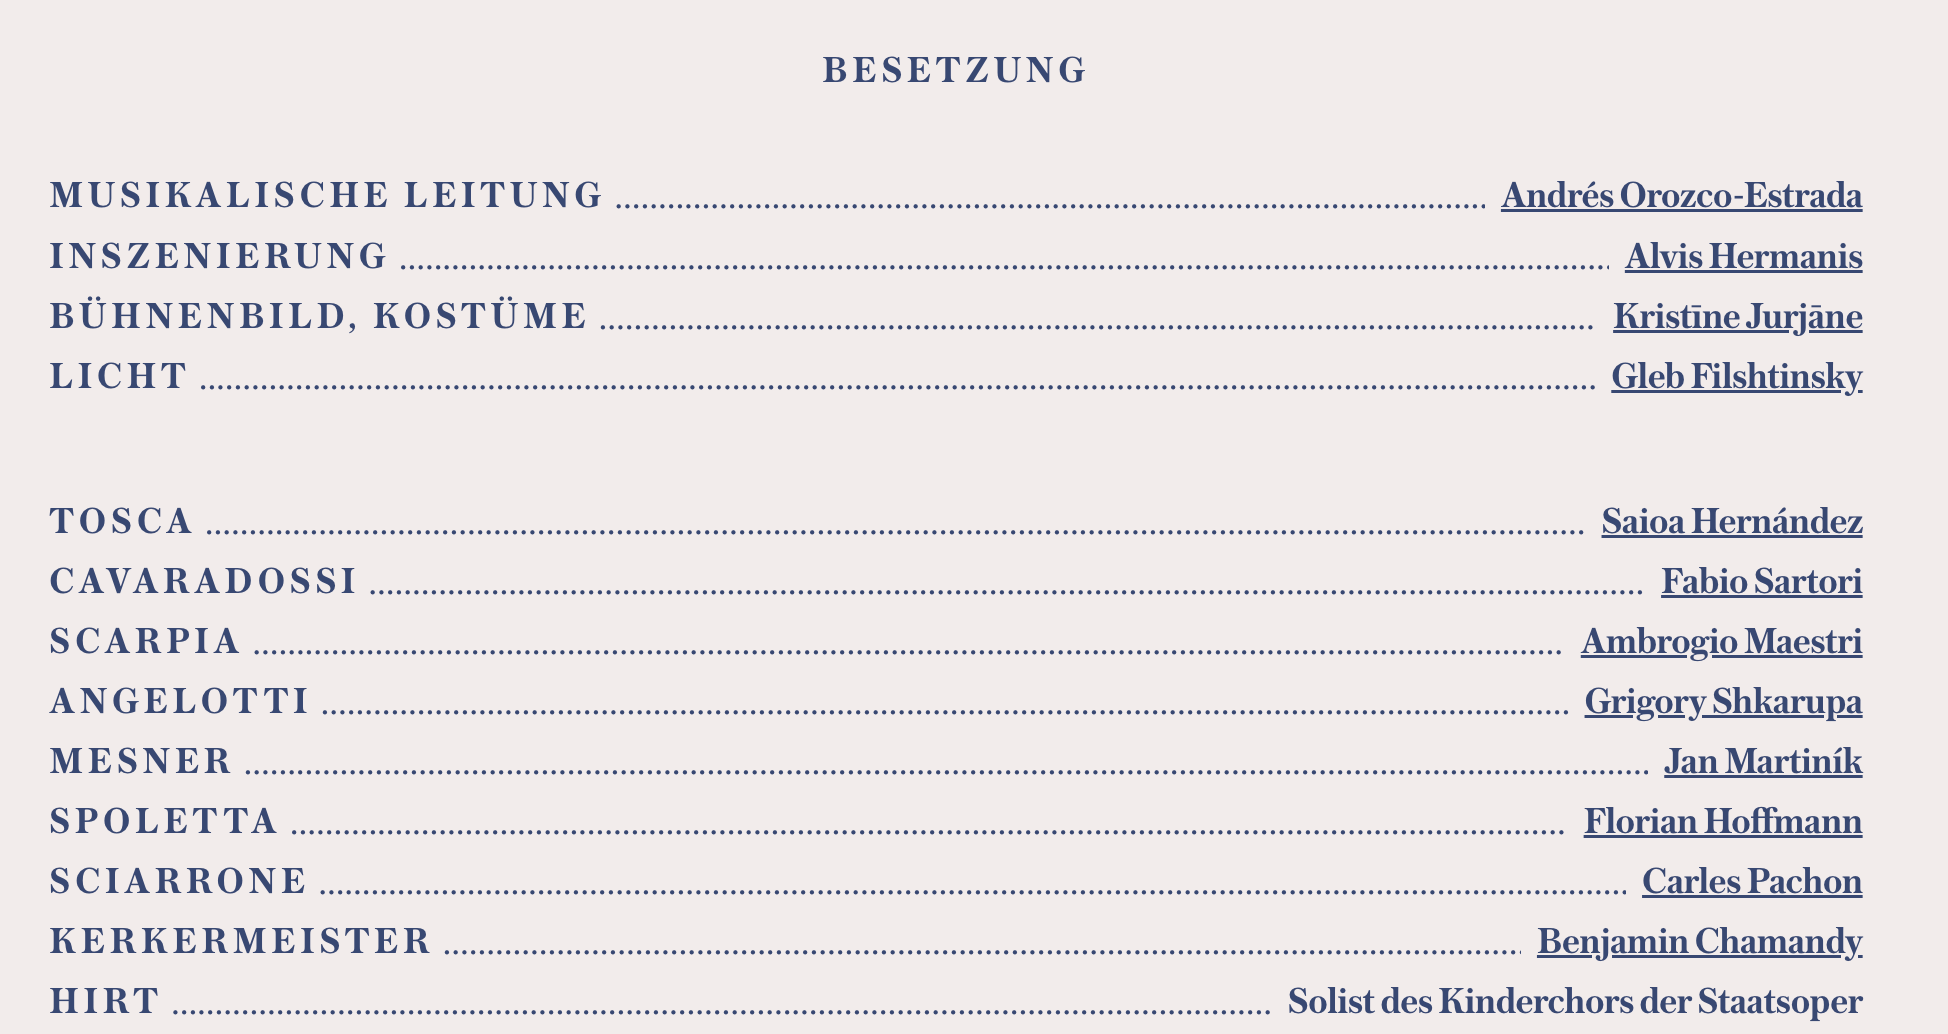 BESETZUNG
MUSIKALISCHE LEITUNG Andrés Orozco-Estrada
INSZENIERUNG Alvis Hermanis
BÜHNENBILD, KOSTÜME Kristīne Jurjāne
LICHT Gleb Filshtinsky
TOSCA Saioa Hernández
CAVARADOSSI Fabio Sartori
SCARPIA Ambrogio Maestri
ANGELOTTI Grigory Shkarupa
MESNER Jan Martiník
SPOLETTA Florian Hoffmann
SCIARRONE Carles Pachon
KERKERMEISTER Benjamin Chamandy
HIRT Solist des Kinderchors der Staatsoper